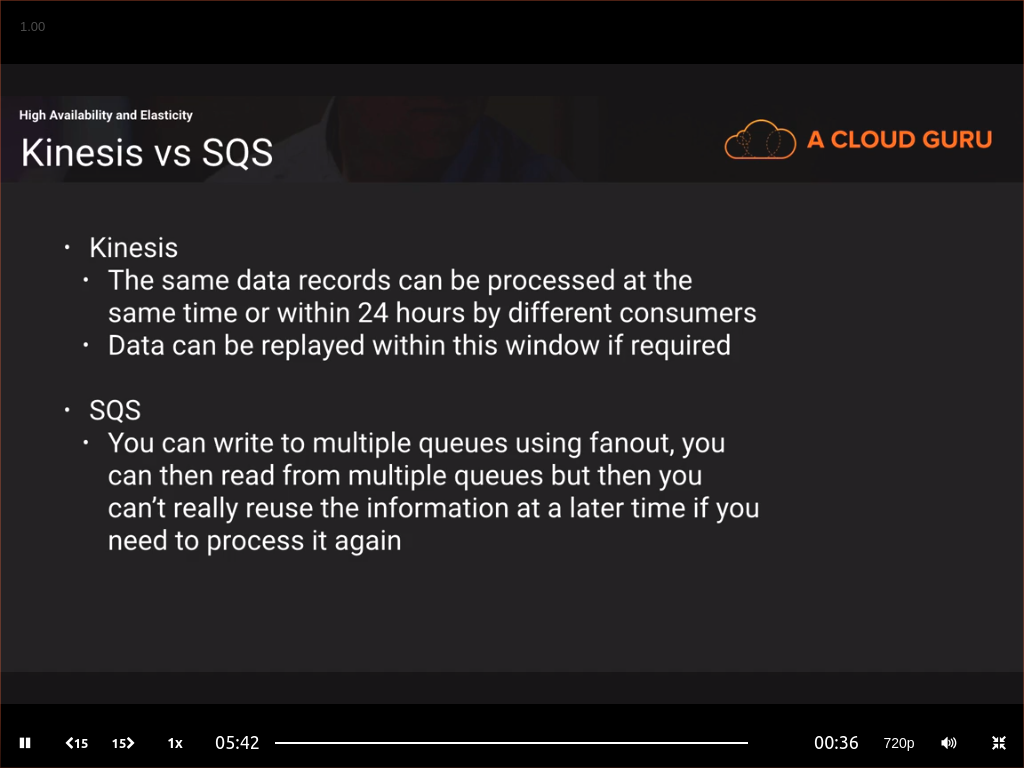 1.00
High Availability and Elasticity
Kinesis vs SQS
A CLOUD GURU
• Kinesis
• The same data records can be processed at the
same time or within 24 hours by different consumers
• Data can be replayed within this window if required
• SQS
• You can write to multiple queues using fanout, you
can then read from multiple queues but then you
can’t really reuse the information at a later time if you
need to process it again
15 15 1x 05:42 00:36 720p